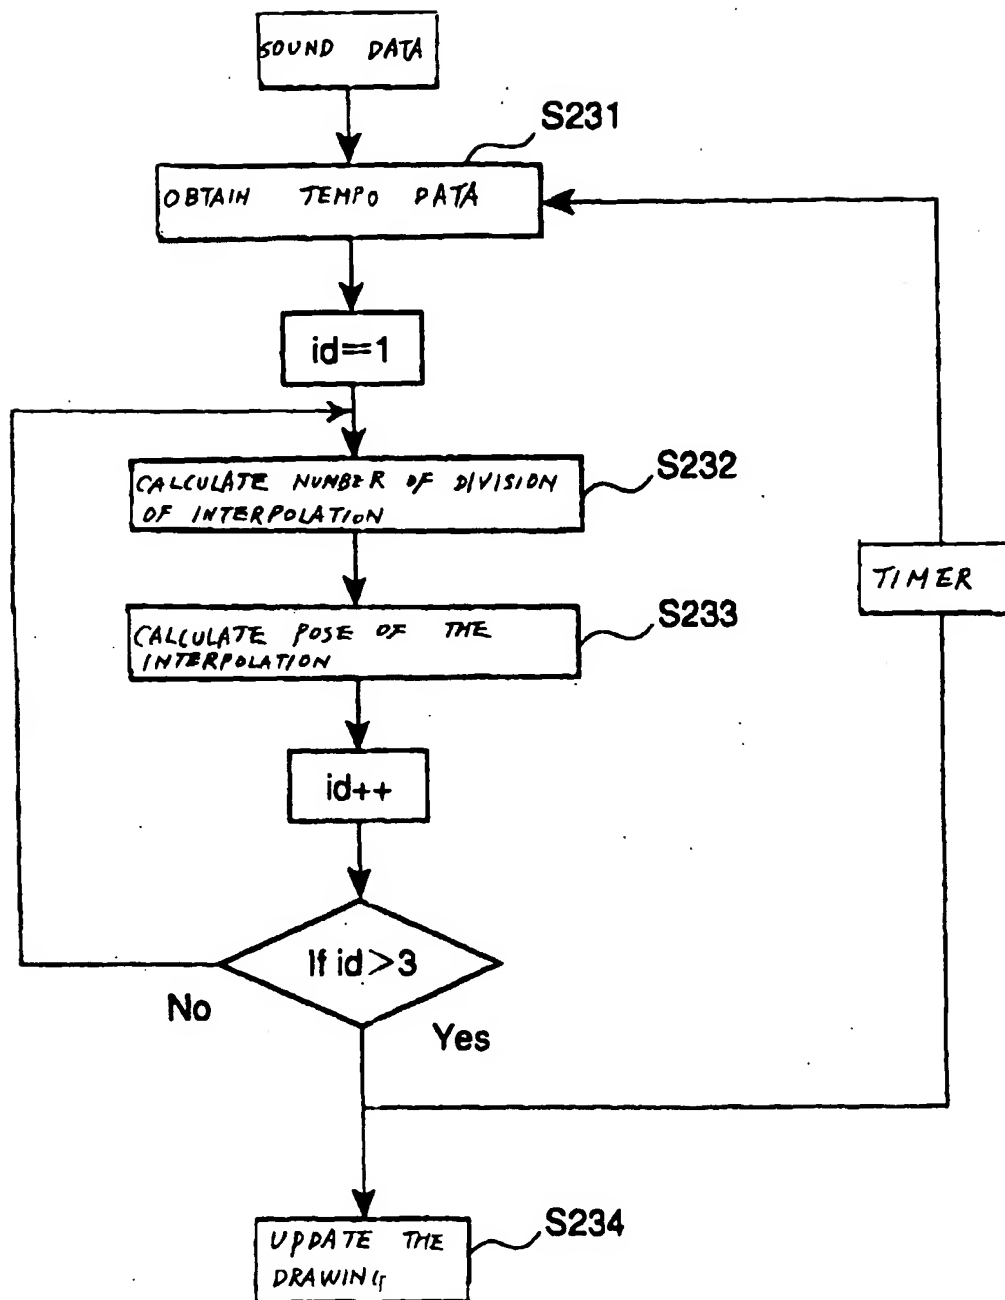 SOUND DATA
S231
OBTAIN TEMPO DATA
id==1
CALCULATE NUMBER OF DIVISION
OF INTERPOLATION
S232
TIMER
CALCULATE POSE OF THE
INTERPOLATION
S233
id++
If id>3
No
Yes
S234
UPDATE THE
DRAWING